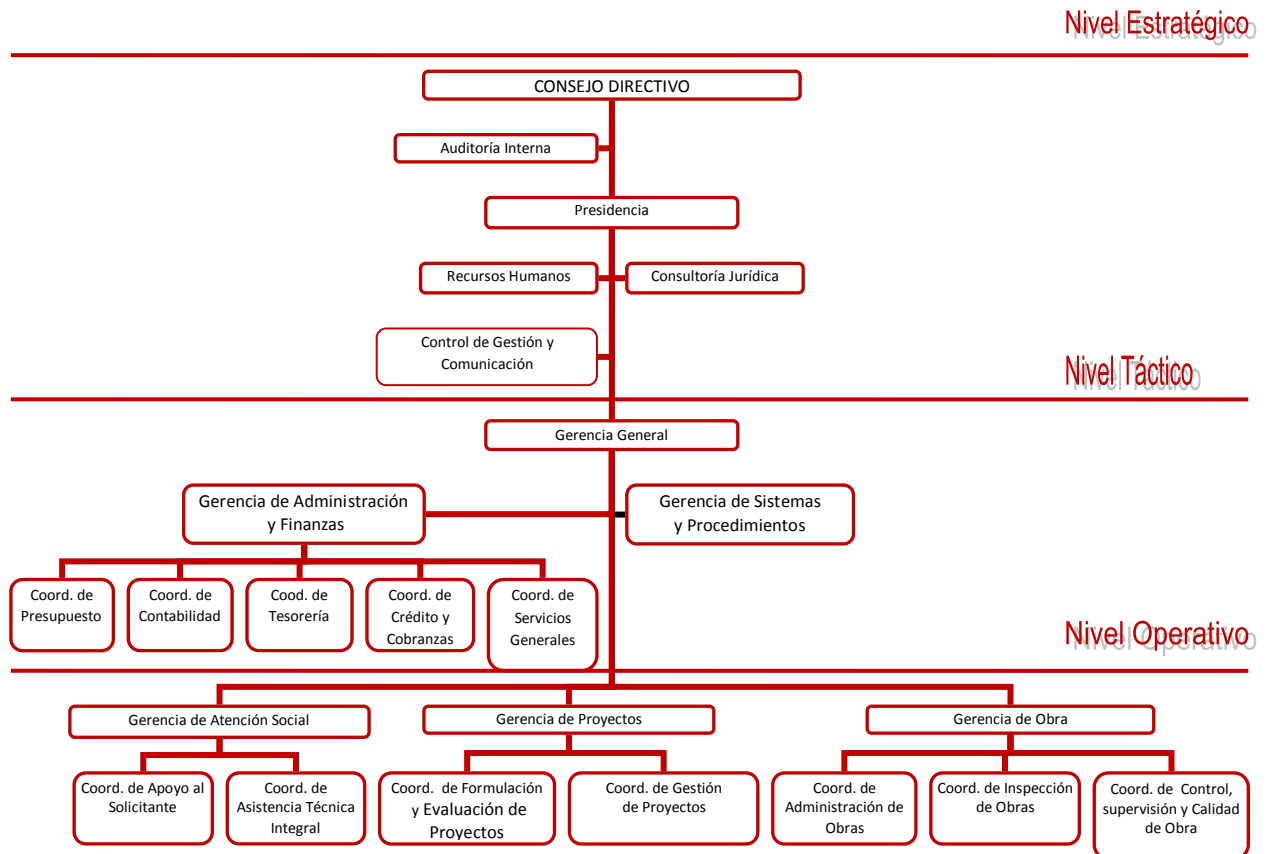 Nivel Estratégico
CONSEJO DIRECTIVO
Auditoría Interna
Presidencia
Recursos Humanos
Consultoría Jurídica
Control de Gestión y
Comunicación
Nivel Táctico
Gerencia General
Gerencia de Administración
y Finanzas
Gerencia de Sistemas
y Procedimientos
Coord. de
Presupuesto
Coord. de
Contabilidad
Cood. de
Tesorería
Coord. de
Crédito y
Cobranzas
Coord. de
Servicios
Generales
Nivel Operativo
Gerencia de Atención Social
Gerencia de Proyectos
Gerencia de Obra
Coord. de Apoyo al
Solicitante
Coord. de
Asistencia Técnica
Integral
Coord. de Formulación
y Evaluación de
Proyectos
Coord. de Gestión
de Proyectos
Coord. de
Administración de
Obras
Coord. de Inspección
de Obras
Coord. de Control,
supervisión y Calidad
de Obra